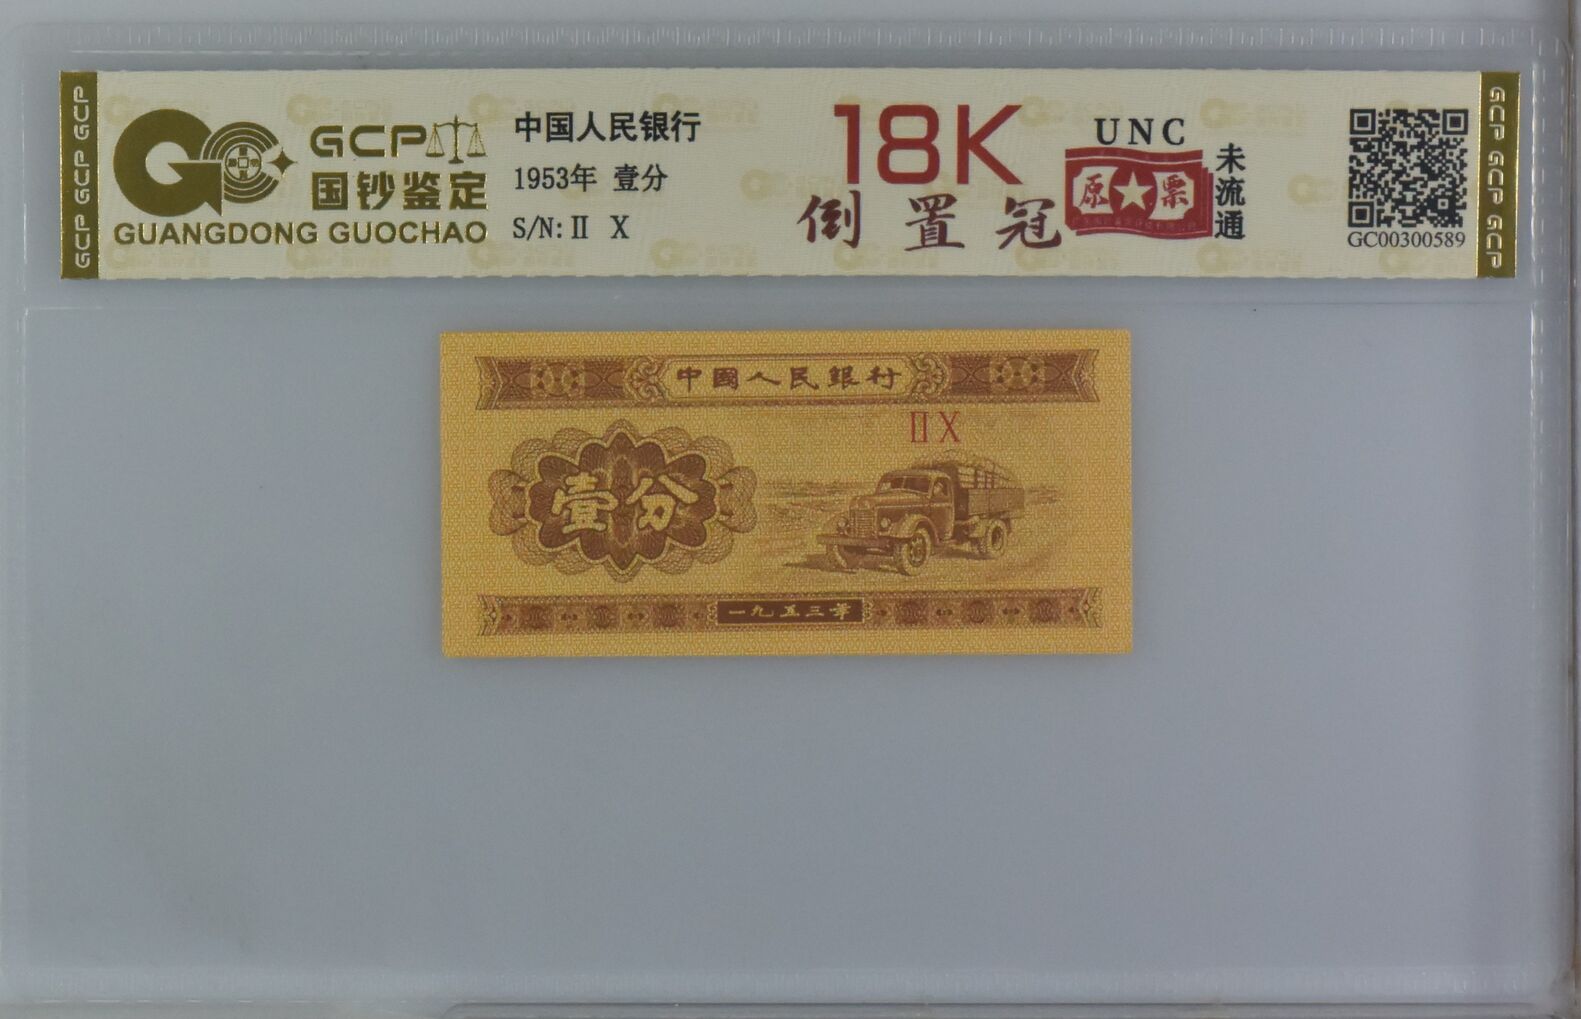 GCP GCP GCP
GCP
国钞鉴定
GUANGDONG GUOCHAO
中国人民银行
1953年 壹分
S/N: II X
18K
倒置冠
UNC
原票
未流通
GC00300589
GCP GCP GCP
中國人民銀行
II X
壹分
一九五三年